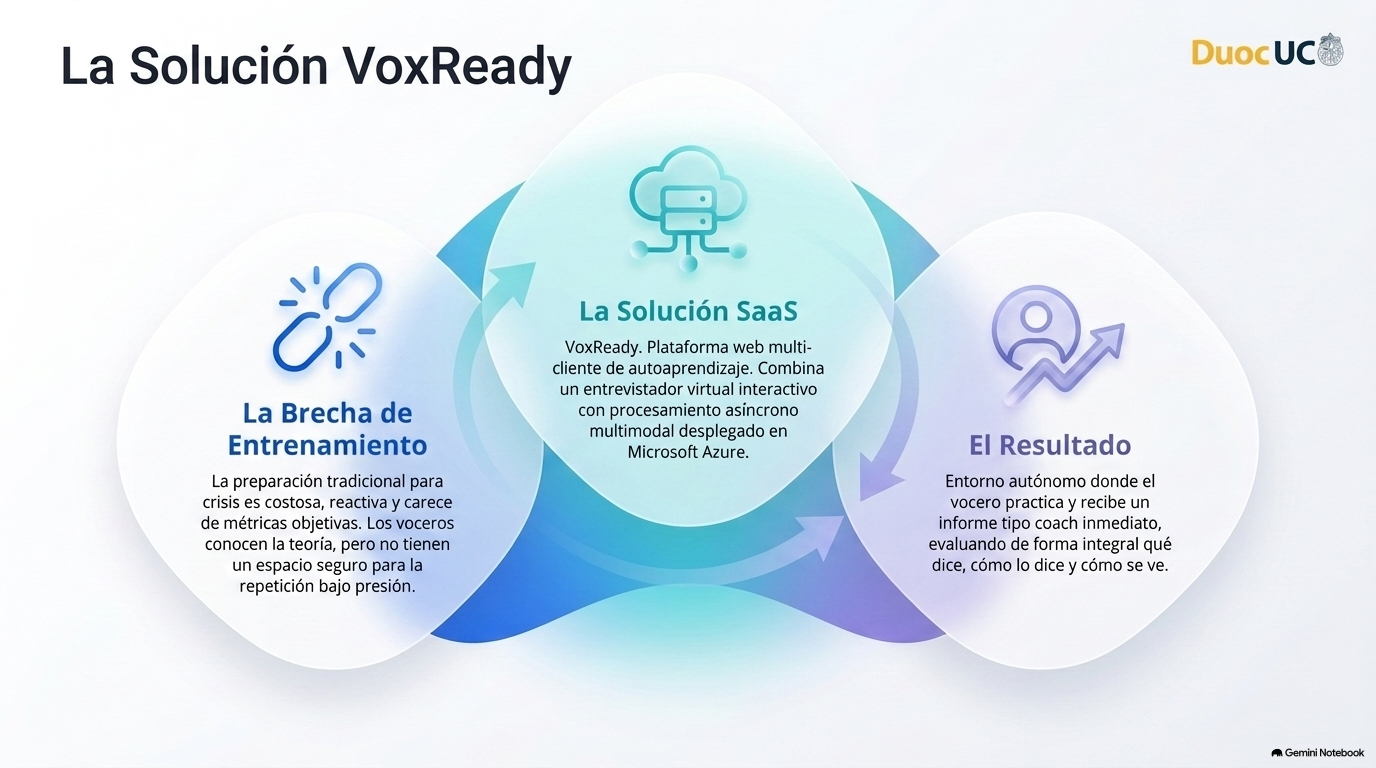 La Solución VoxReady
Duoc UC
La Brecha de
Entrenamiento
La preparación tradicional para
crisis es costosa, reactiva y carece
de métricas objetivas. Los voceros
conocen la teoría, pero no tienen
un espacio seguro para la
repetición bajo presión.
La Solución SaaS
VoxReady. Plataforma web multi-
cliente de autoaprendizaje. Combina
un entrevistador virtual interactivo
con procesamiento asíncrono
multimodal desplegado en
Microsoft Azure.
El Resultado
Entorno autónomo donde el
vocero practica y recibe un
informe tipo coach inmediato,
evaluando de forma integral qué
dice, cómo lo dice y cómo se ve.
Gemini Notebook